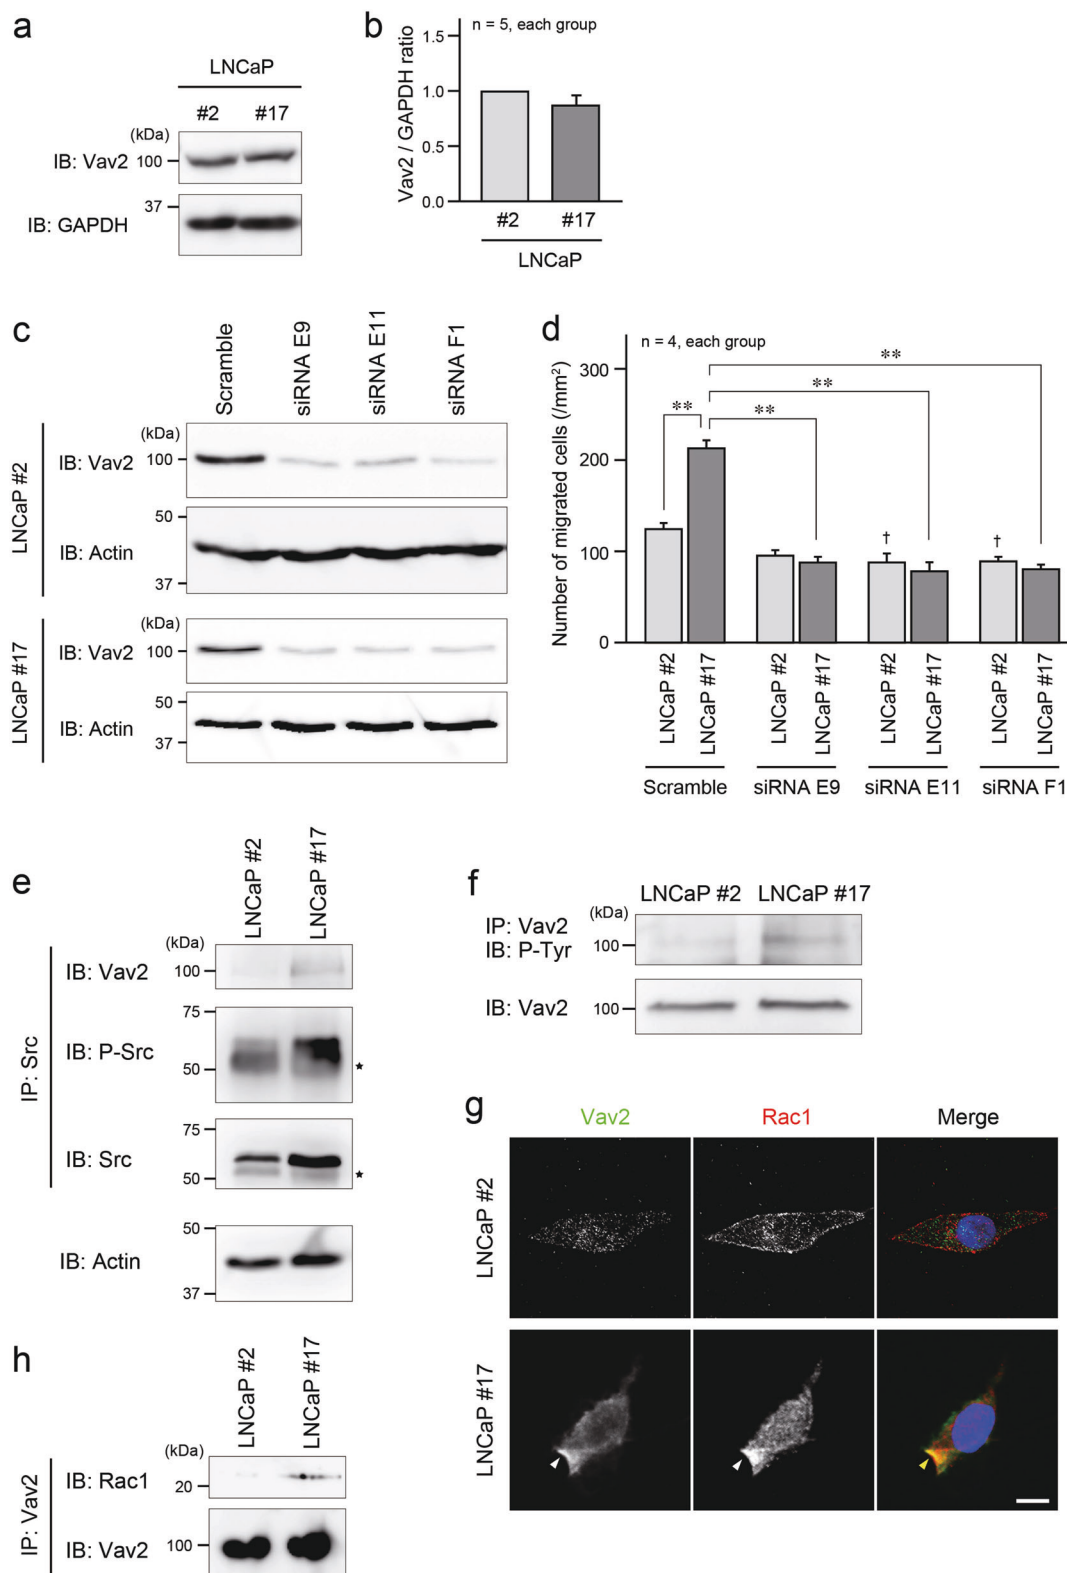 a
LNCaP
#2 #17
(kDa)
IB: Vav2 100
37
IB: GAPDH
b
n = 5, each group
Vav2 / GAPDH ratio
1.5
1.0
0.5
0.0
#2 #17
LNCaP
c
Scramble
siRNA E9
siRNA E11
siRNA F1
LNCaP #2
(kDa)
IB: Vav2 100
50
IB: Actin
37
LNCaP #17
(kDa)
IB: Vav2 100
50
IB: Actin
37
d
n = 4, each group
Number of migrated cells (/mm²)
300
200
100
0
**
**
**
**
†
†
LNCaP #2
LNCaP #17
LNCaP #2
LNCaP #17
LNCaP #2
LNCaP #17
LNCaP #2
LNCaP #17
Scramble siRNA E9 siRNA E11 siRNA F1
e
LNCaP #2
LNCaP #17
IP: Src
(kDa)
IB: Vav2 100
75
IB: P-Src
50 ★
75
IB: Src
50 ★
50
IB: Actin
37
f
LNCaP #2 LNCaP #17
(kDa)
IP: Vav2
IB: P-Tyr 100
IB: Vav2 100
g
Vav2 Rac1 Merge
LNCaP #2
LNCaP #17
h
LNCaP #2
LNCaP #17
IP: Vav2
(kDa)
IB: Rac1
20
IB: Vav2 100